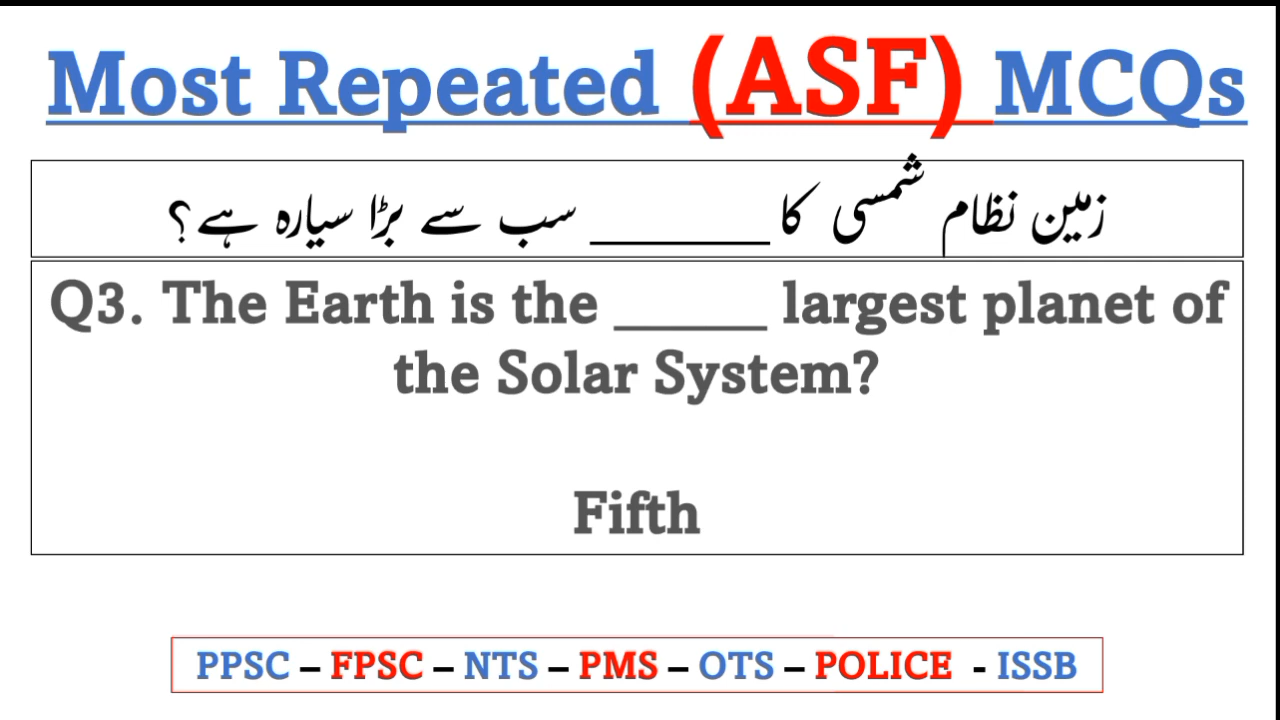 Most Repeated (ASF) MCQs
زمین نظام شمسی کا ______ سب سے بڑا سیارہ ہے؟
Q3. The Earth is the _____ largest planet of
the Solar System?
Fifth
PPSC – FPSC – NTS – PMS – OTS – POLICE - ISSB